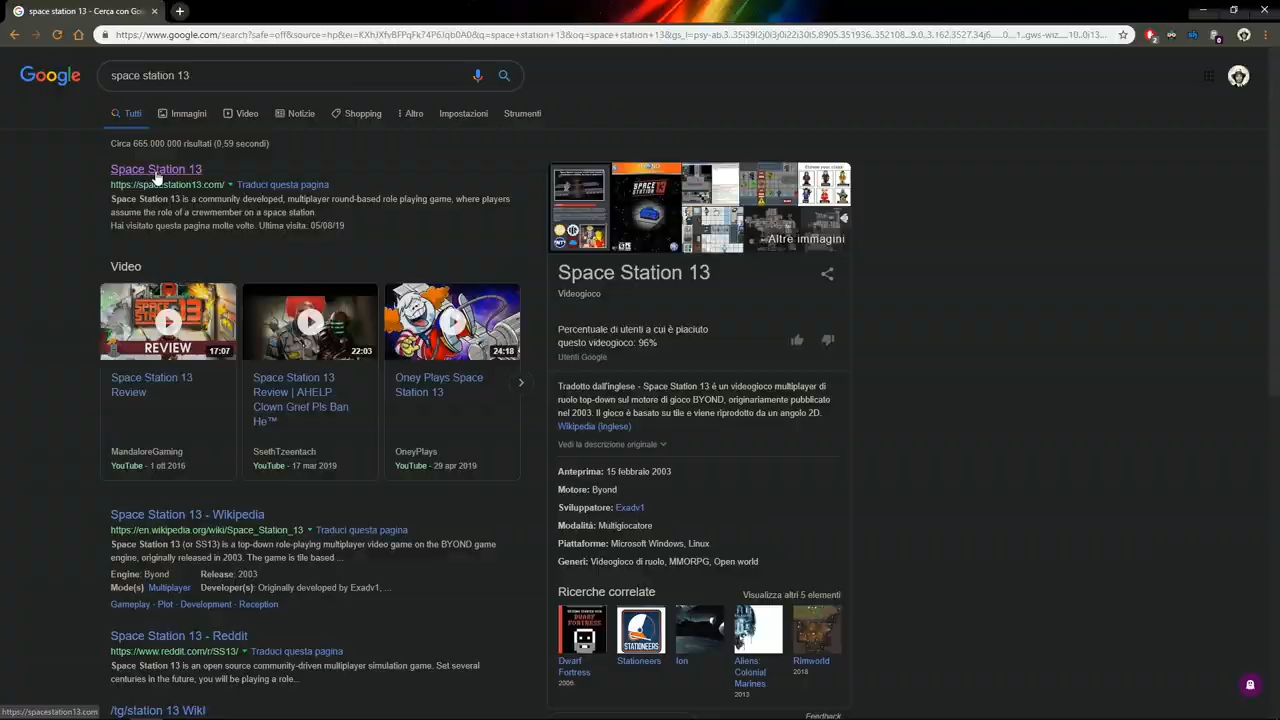 space station 13 - Cerca con Goo
https://www.google.com/search?safe=off&source=hp&ei=
Google
space station 13
Tutti
Immagini
Video
Notizie
Shopping
Altro
Impostazioni
Strumenti
Circa 665.000.000 risultati (0,59 secondi)
Space Station 13
https://spacestation13.com/ Traduci questa pagina
Space Station 13 is a community developed, multiplayer round-based role playing game, where players
assume the role of a crewmember on a space station.
Hai visitato questa pagina molte volte. Ultima visita: 05/08/19
Video
SPACE STATION 13
REVIEW
17:07
22:03
24:18
Space Station 13
Review
MandaloreGaming
YouTube - 1 ott 2016
Space Station 13
Review | AHELP
Clown Grief Pls Ban
He™
SsethTzeentach
YouTube - 17 mar 2019
Oney Plays Space
Station 13
OneyPlays
YouTube - 29 apr 2019
Space Station 13 - Wikipedia
https://en.wikipedia.org/wiki/Space_Station_13 Traduci questa pagina
Space Station 13 (or SS13) is a top-down role-playing multiplayer video game on the BYOND game
engine, originally released in 2003. The game is tile based ...
Engine: Byond Release: 2003
Mode(s) Multiplayer Developer(s): Originally developed by Exadv1, ...
Gameplay · Plot · Development · Reception
Space Station 13 - Reddit
https://www.reddit.com/r/SS13/ Traduci questa pagina
Space Station 13 is an open source community-driven multiplayer simulation game. Set several
centuries in the future, you will be playing a role...
/tg/station 13 Wiki
https://spacestation13.com
SPACE STATION 13
Altre immagini
Space Station 13
Videogioco
Percentuale di utenti a cui è piaciuto
questo videogioco: 96%
Utenti Google
Tradotto dall'inglese - Space Station 13 è un videogioco multiplayer di
ruolo top-down sul motore di gioco BYOND, originariamente pubblicato
nel 2003. Il gioco è basato su tile e viene riprodotto da un angolo 2D.
Wikipedia (inglese)
Vedi la descrizione originale
Anteprima: 15 febbraio 2003
Motore: Byond
Sviluppatore: Exadv1
Modalità: Multigiocatore
Piattaforme: Microsoft Windows, Linux
Generi: Videogioco di ruolo, MMORPG, Open world
Ricerche correlate
Visualizza altri 5 elementi
DWARF
FORTRESS
STATIONEERS
Dwarf
Fortress
2006
Stationeers
Ion
Aliens:
Colonial
Marines
2013
Rimworld
2018
Feedback